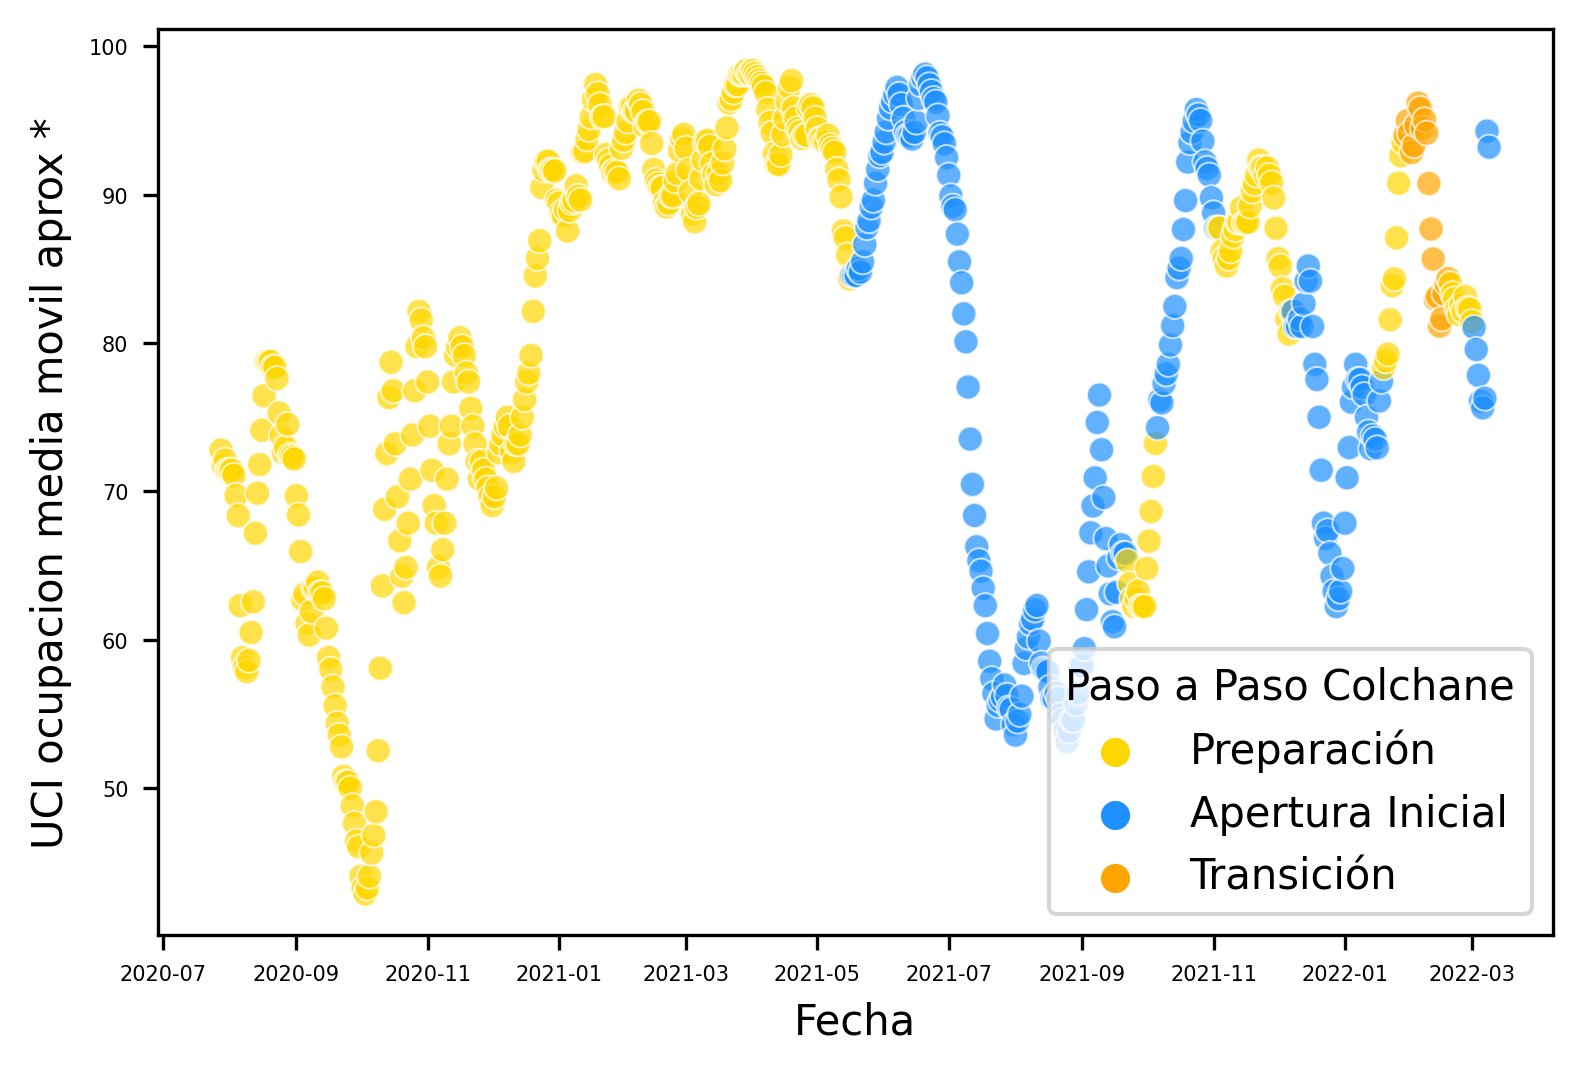 UCI ocupacion media movil aprox *
100
90
80
70
60
50
Paso a Paso Colchane
Preparación
Apertura Inicial
Transición
2020-07 2020-09 2020-11 2021-01 2021-03 2021-05 2021-07 2021-09 2021-11 2022-01 2022-03
Fecha